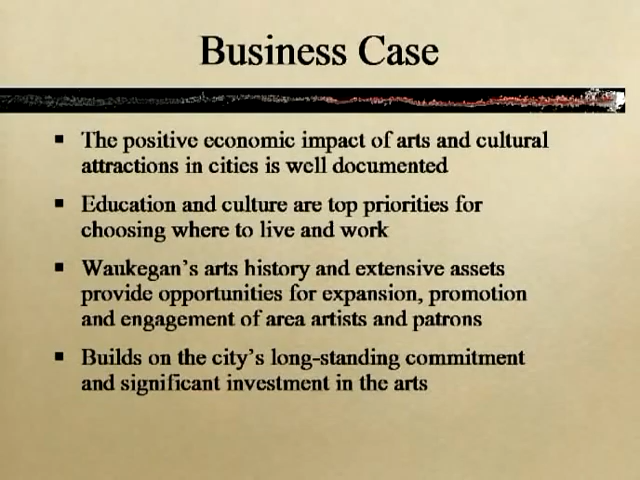 Business Case
■ The positive economic impact of arts and cultural
attractions in cities is well documented
■ Education and culture are top priorities for
choosing where to live and work
■ Waukegan's arts history and extensive assets
provide opportunities for expansion, promotion
and engagement of area artists and patrons
■ Builds on the city's long-standing commitment
and significant investment in the arts